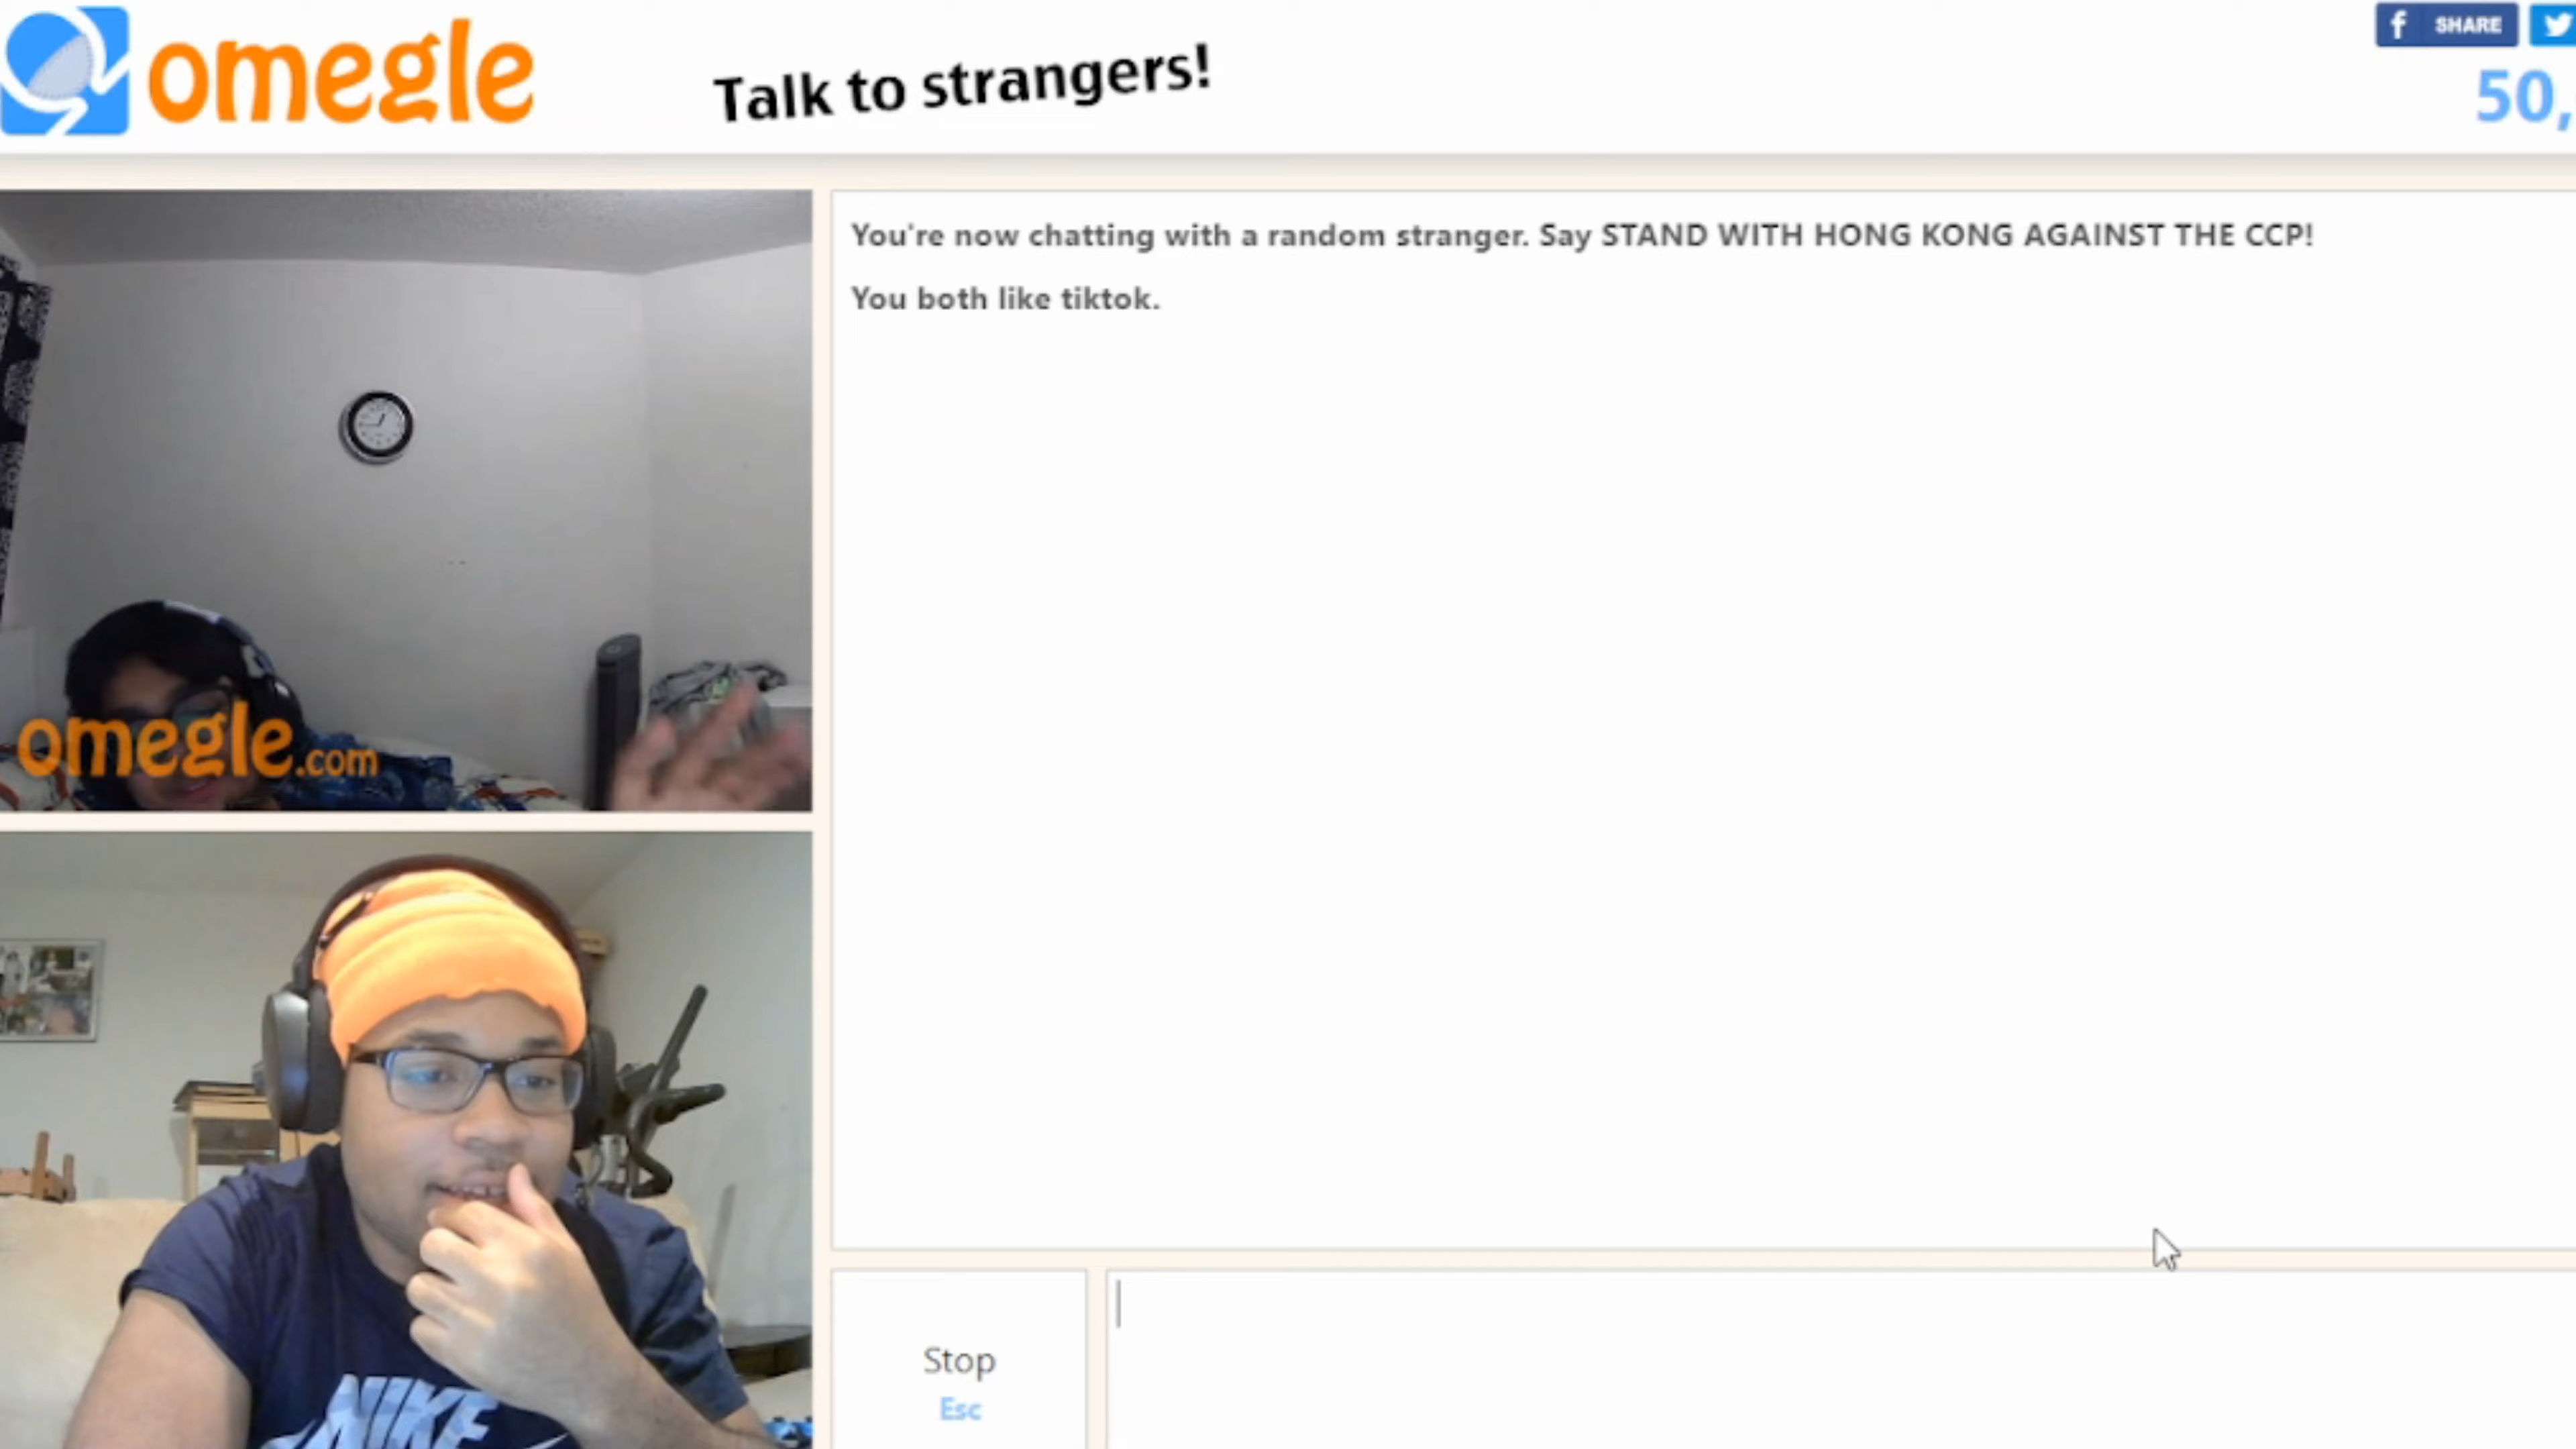 omegle
Talk to strangers!
SHARE
50,
You're now chatting with a random stranger. Say STAND WITH HONG KONG AGAINST THE CCP!
You both like tiktok.
omegle.com
NIKE
Stop
Esc